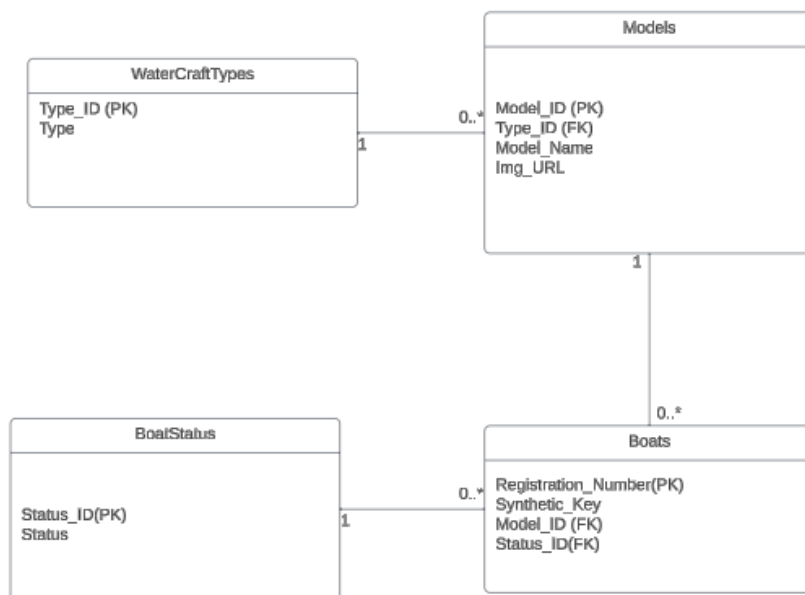 Models
WaterCraftTypes
Type_ID (PK)
Type
1
0..*
Model_ID (PK)
Type_ID (FK)
Model_Name
Img_URL
1
0..*
BoatStatus
Status_ID(PK)
Status
1
0..*
Boats
Registration_Number(PK)
Synthetic_Key
Model_ID (FK)
Status_ID(FK)